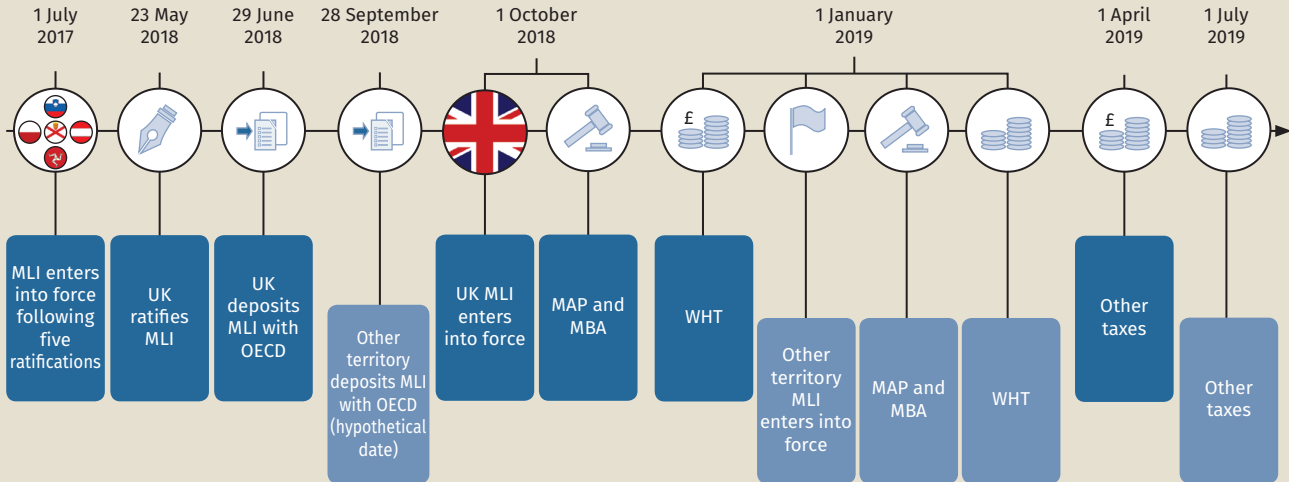 1 July
2017
23 May
2018
29 June
2018
28 September
2018
1 October
2018
1 January
2019
1 April
2019
1 July
2019
£
£
MLI enters
into force
following
five
ratifications
UK
ratifies
MLI
UK
deposits
MLI with
OECD
Other
territory
deposits MLI
with OECD
(hypothetical
date)
UK MLI
enters
into force
MAP and
MBA
WHT
Other
territory
MLI
enters into
force
MAP and
MBA
WHT
Other
taxes
Other
taxes